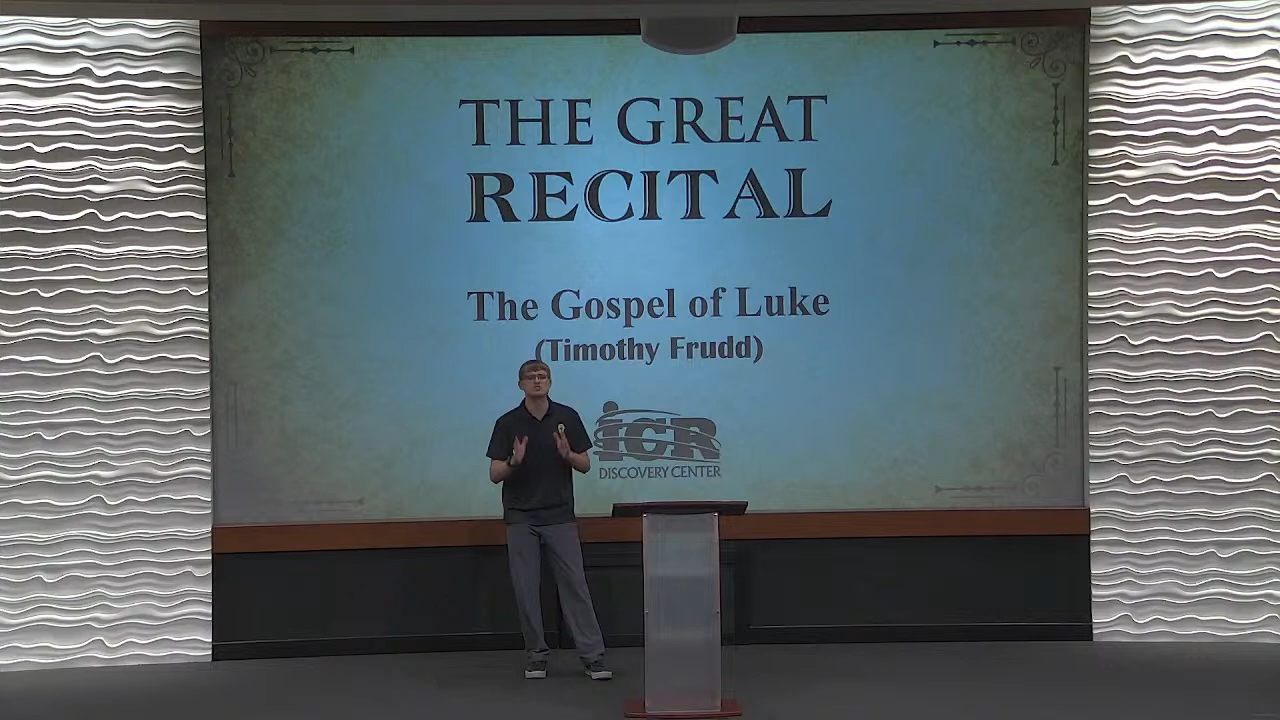 THE GREAT
RECITAL
The Gospel of Luke
(Timothy Frudd)
ICR
DISCOVERY CENTER